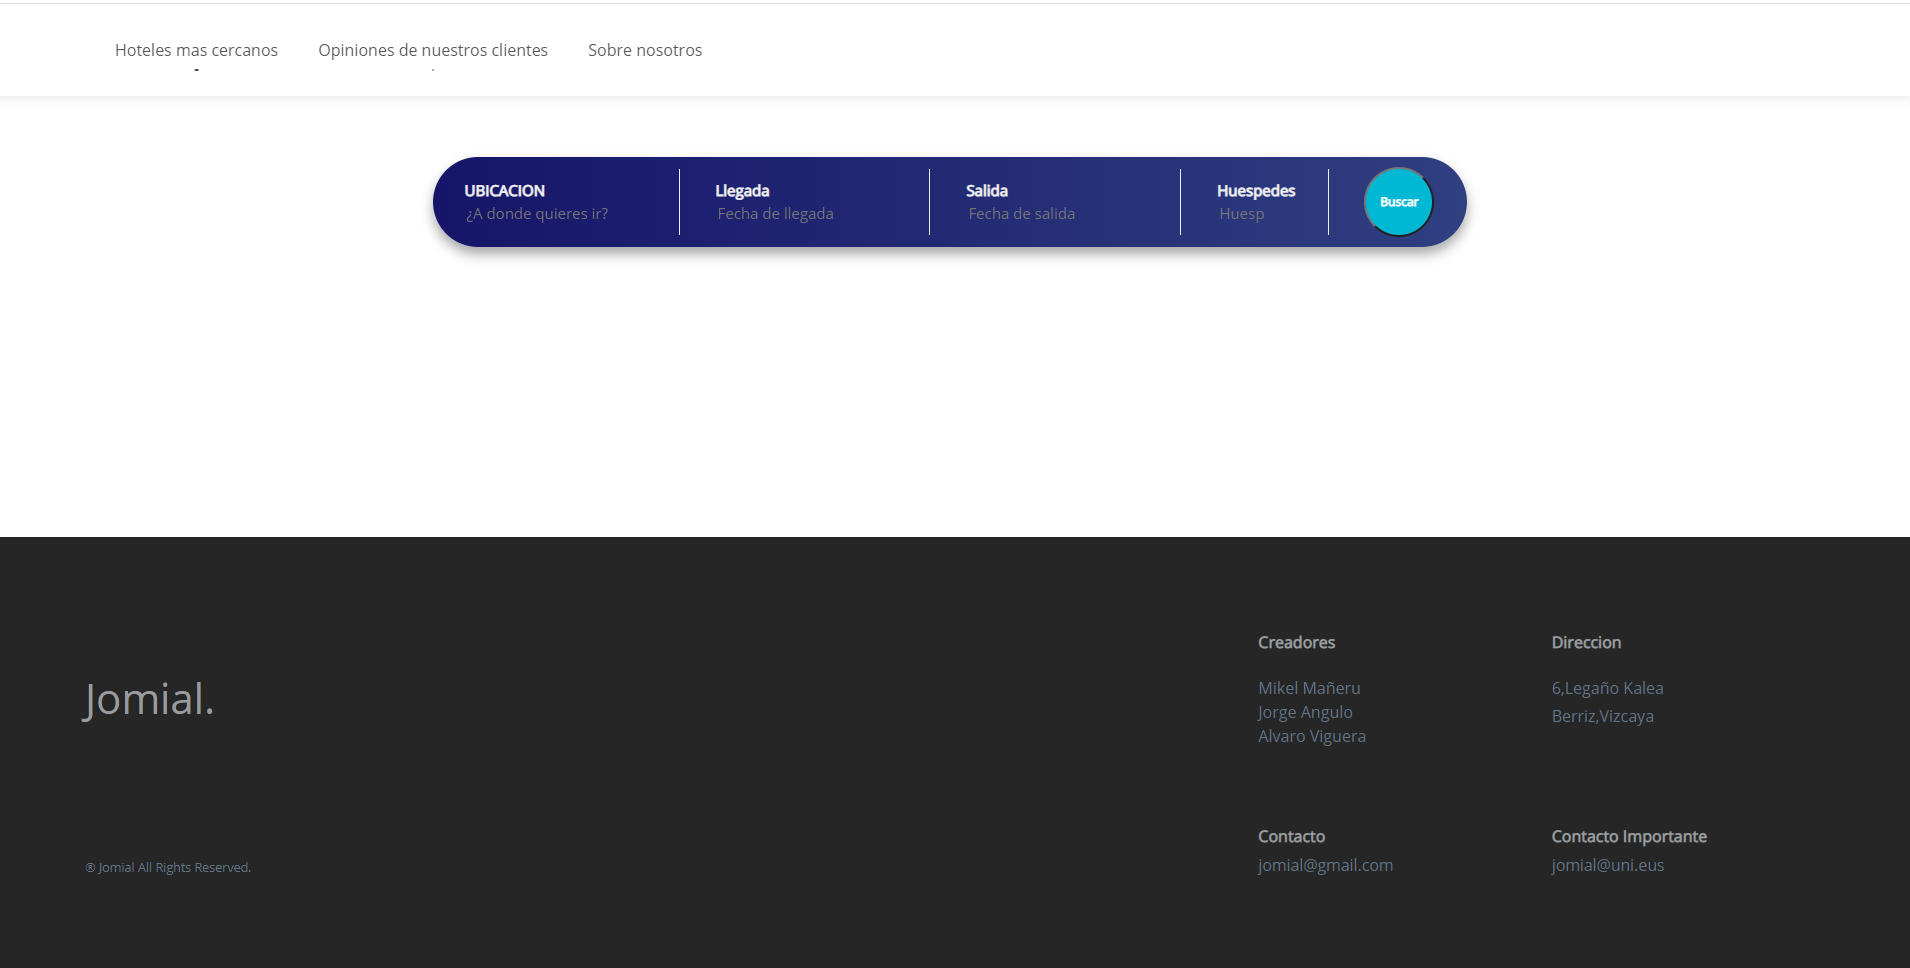 Hoteles mas cercanos
Opiniones de nuestros clientes
Sobre nosotros
UBICACION
¿A donde quieres ir?
Llegada
Fecha de llegada
Salida
Fecha de salida
Huespedes
Huesp
Buscar
Jomial.
® Jomial All Rights Reserved.
Creadores
Mikel Mañeru
Jorge Angulo
Alvaro Viguera
Direccion
6,Legaño Kalea
Berriz,Vizcaya
Contacto
jomial@gmail.com
Contacto Importante
jomial@uni.eus